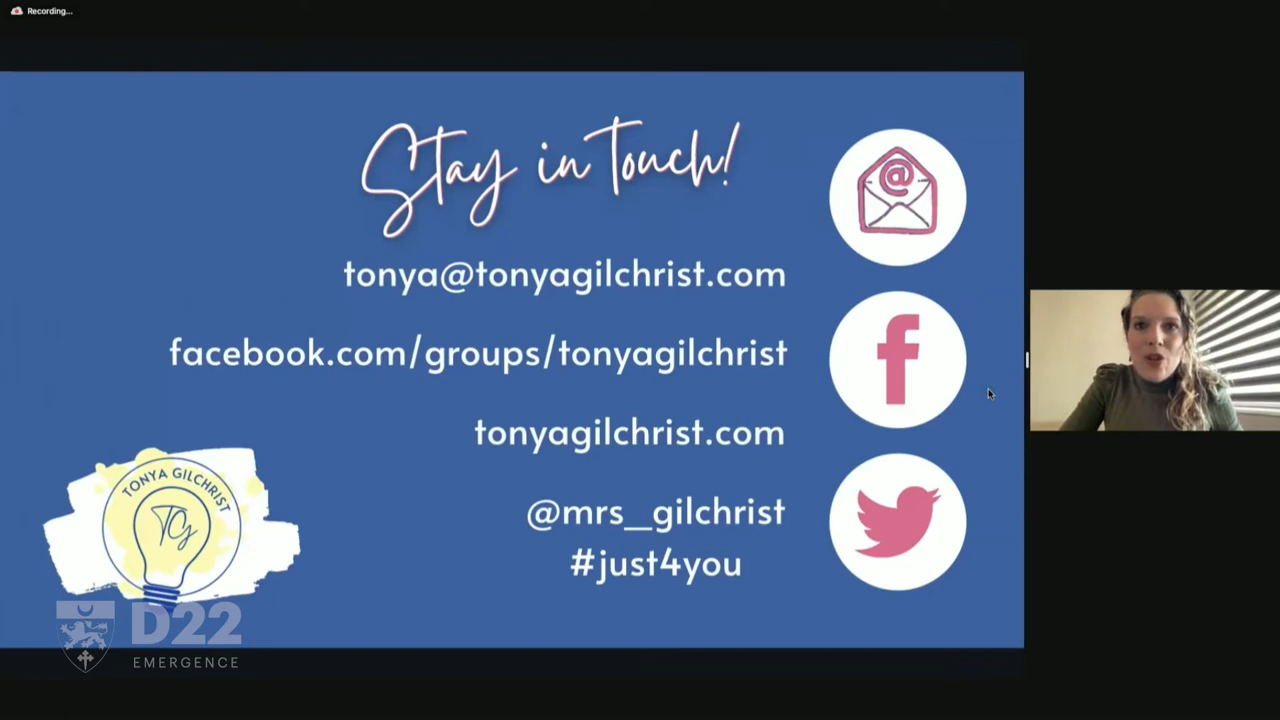 Recording...
Stay in Touch!
tonya@tonyagilchrist.com
facebook.com/groups/tonyagilchrist
tonyagilchrist.com
@mrs_gilchrist
#just4you
TONYA GILCHRIST
TG
D22
EMERGENCE